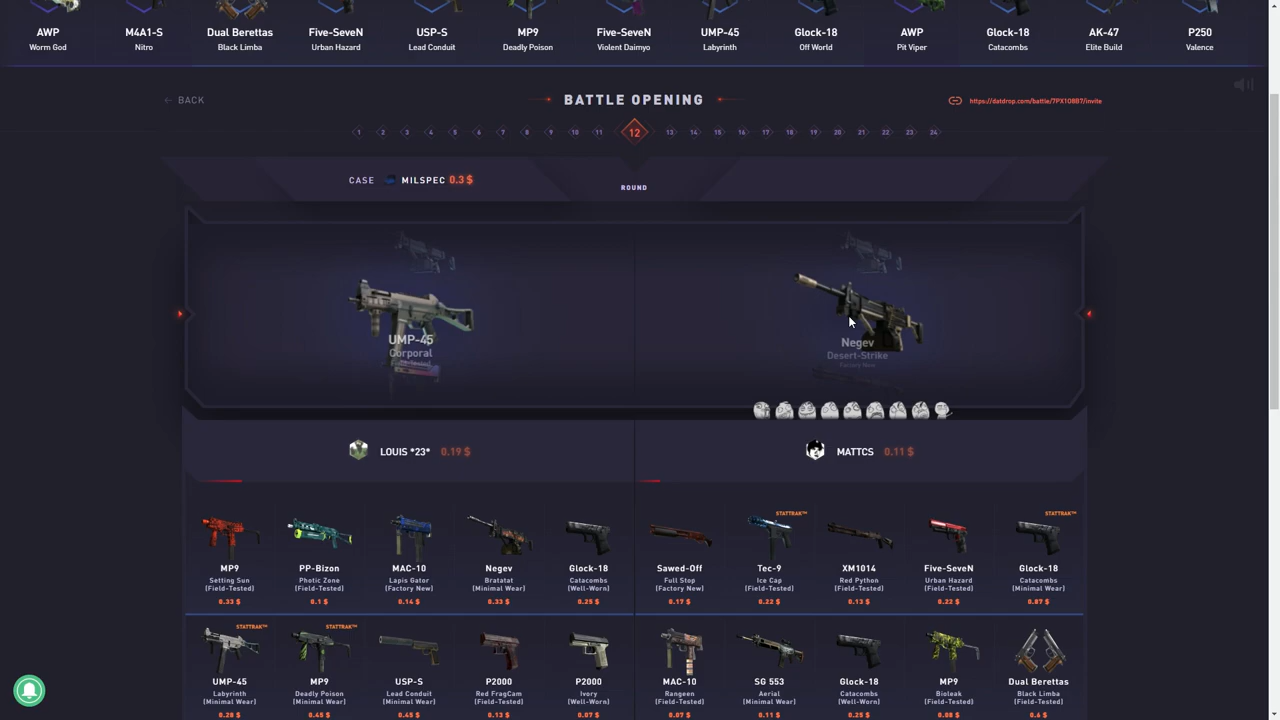 AWP M4A1-S Dual Berettas Five-SeveN USP-S MP9 Five-SeveN UMP-45 Glock-18 AWP Glock-18 AK-47 P250
Worm God Nitro Black Limba Urban Hazard Lead Conduit Deadly Poison Violent Daimyo Labyrinth Off World Pit Viper Catacombs Elite Build Valence
← BACK
BATTLE OPENING
https://datdrop.com/battle/7PX1OBB7/invite
1 2 3 4 5 6 7 8 9 10 11 12 13 14 15 16 17 18 19 20 21 22 23 24
CASE MILSPEC 0.3 $
ROUND
UMP-45
Corporal
Field-Tested
Negev
Desert-Strike
Factory New
LOUIS *23* 0.19 $
MATTCS 0.11 $
STATTRAK™ STATTRAK™
MP9 PP-Bizon MAC-10 Negev Glock-18 Sawed-Off Tec-9 XM1014 Five-SeveN Glock-18
Setting Sun Photic Zone Lapis Gator Bratatat Catacombs Full Stop Ice Cap Red Python Urban Hazard Catacombs
(Field-Tested) (Field-Tested) (Factory New) (Minimal Wear) (Well-Worn) (Factory New) (Field-Tested) (Field-Tested) (Field-Tested) (Minimal Wear)
0.33 $ 0.1 $ 0.14 $ 0.33 $ 0.25 $ 0.17 $ 0.22 $ 0.13 $ 0.22 $ 0.87 $
STATTRAK™ STATTRAK™
UMP-45 MP9 USP-S P2000 P2000 MAC-10 SG 553 Glock-18 MP9 Dual Berettas
Labyrinth Deadly Poison Lead Conduit Red FragCam Ivory Rangeen Aerial Catacombs Bioleak Black Limba
(Minimal Wear) (Minimal Wear) (Minimal Wear) (Field-Tested) (Well-Worn) (Field-Tested) (Minimal Wear) (Well-Worn) (Field-Tested) (Field-Tested)
0.28 $ 0.45 $ 0.45 $ 0.13 $ 0.07 $ 0.07 $ 0.11 $ 0.25 $ 0.08 $ 0.6 $